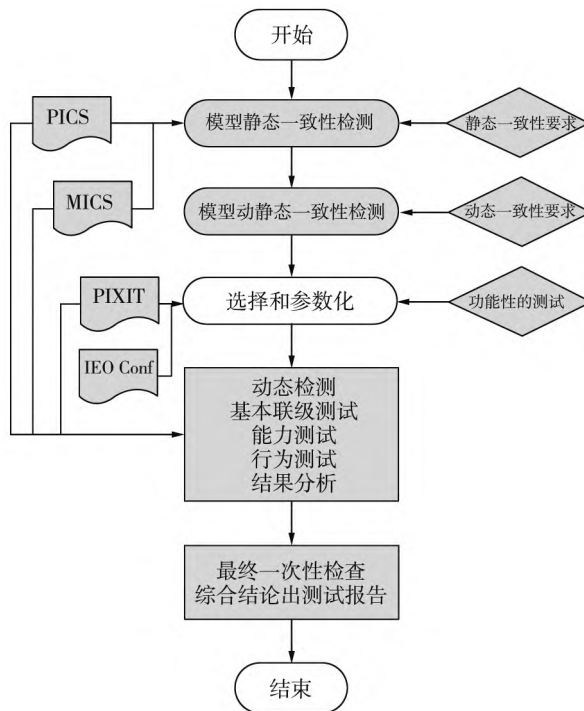 开始
PICS
模型静态一致性检测
静态一致性要求
MICS
模型动静态一致性检测
动态一致性要求
PIXIT
选择和参数化
功能性的测试
IEO Conf
动态检测
基本联级测试
能力测试
行为测试
结果分析
最终一次性检查
综合结论出测试报告
结束